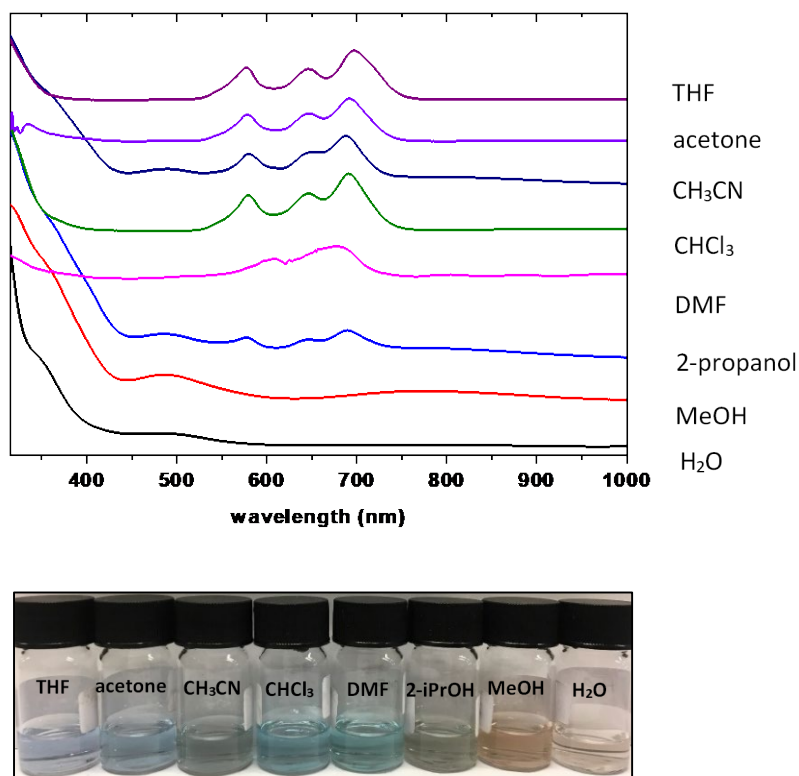 THF
acetone
CH₃CN
CHCl₃
DMF
2-propanol
MeOH
H₂O
400 500 600 700 800 900 1000
wavelength (nm)
THF acetone CH₃CN CHCl₃ DMF 2-iPrOH MeOH H₂O